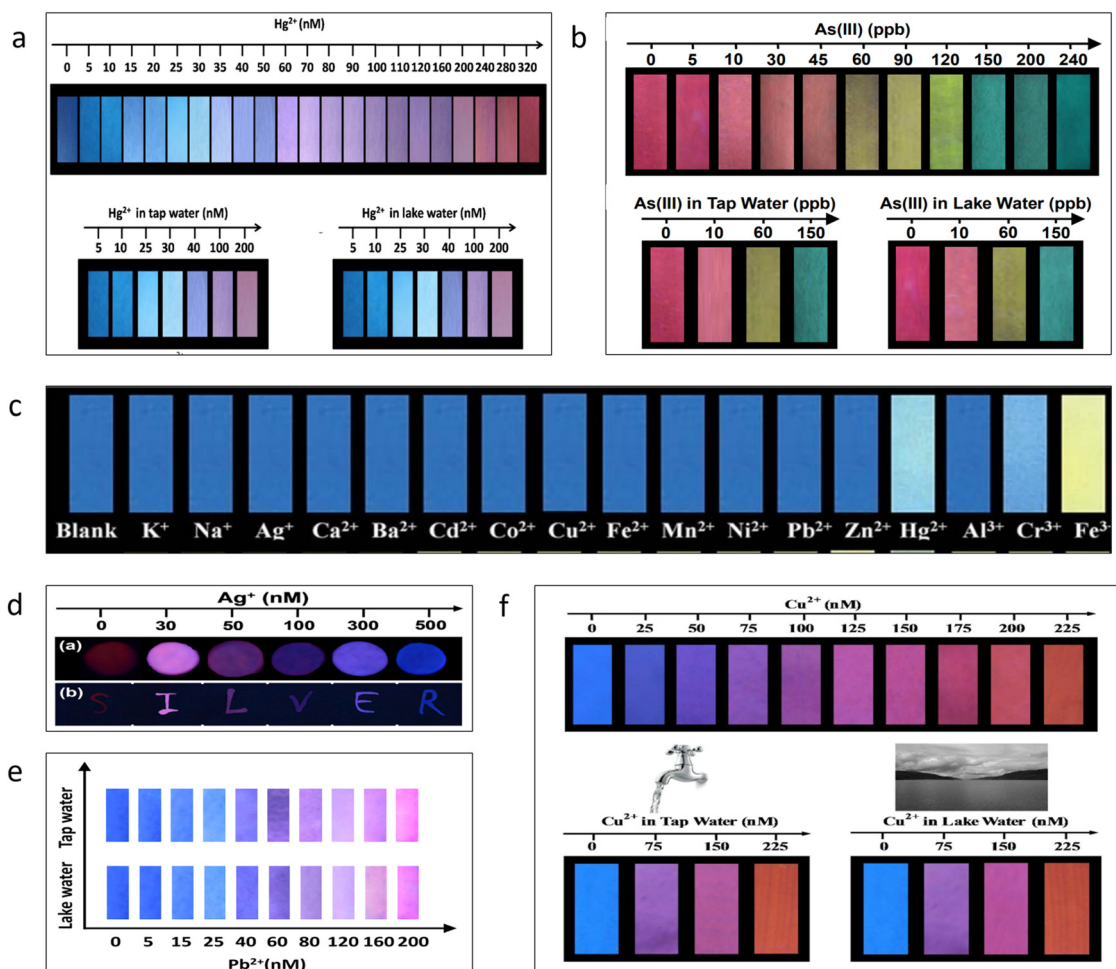 a
Hg²⁺ (nM)
0 5 10 15 20 25 30 35 40 50 60 70 80 90 100 110 120 160 200 240 280 320
Hg²⁺ in tap water (nM)
5 10 25 30 40 100 200
Hg²⁺ in lake water (nM)
5 10 25 30 40 100 200
b
As(III) (ppb)
0 5 10 30 45 60 90 120 150 200 240
As(III) in Tap Water (ppb)
0 10 60 150
As(III) in Lake Water (ppb)
0 10 60 150
c
Blank K⁺ Na⁺ Ag⁺ Ca²⁺ Ba²⁺ Cd²⁺ Co²⁺ Cu²⁺ Fe²⁺ Mn²⁺ Ni²⁺ Pb²⁺ Zn²⁺ Hg²⁺ Al³⁺ Cr³⁺ Fe³
d
Ag⁺ (nM)
0 30 50 100 300 500
(a)
(b) S I L V E R
e
Tap water
Lake water
0 5 15 25 40 60 80 120 160 200
Pb²⁺(nM)
f
Cu²⁺ (nM)
0 25 50 75 100 125 150 175 200 225
Cu²⁺ in Tap Water (nM)
0 75 150 225
Cu²⁺ in Lake Water (nM)
0 75 150 225